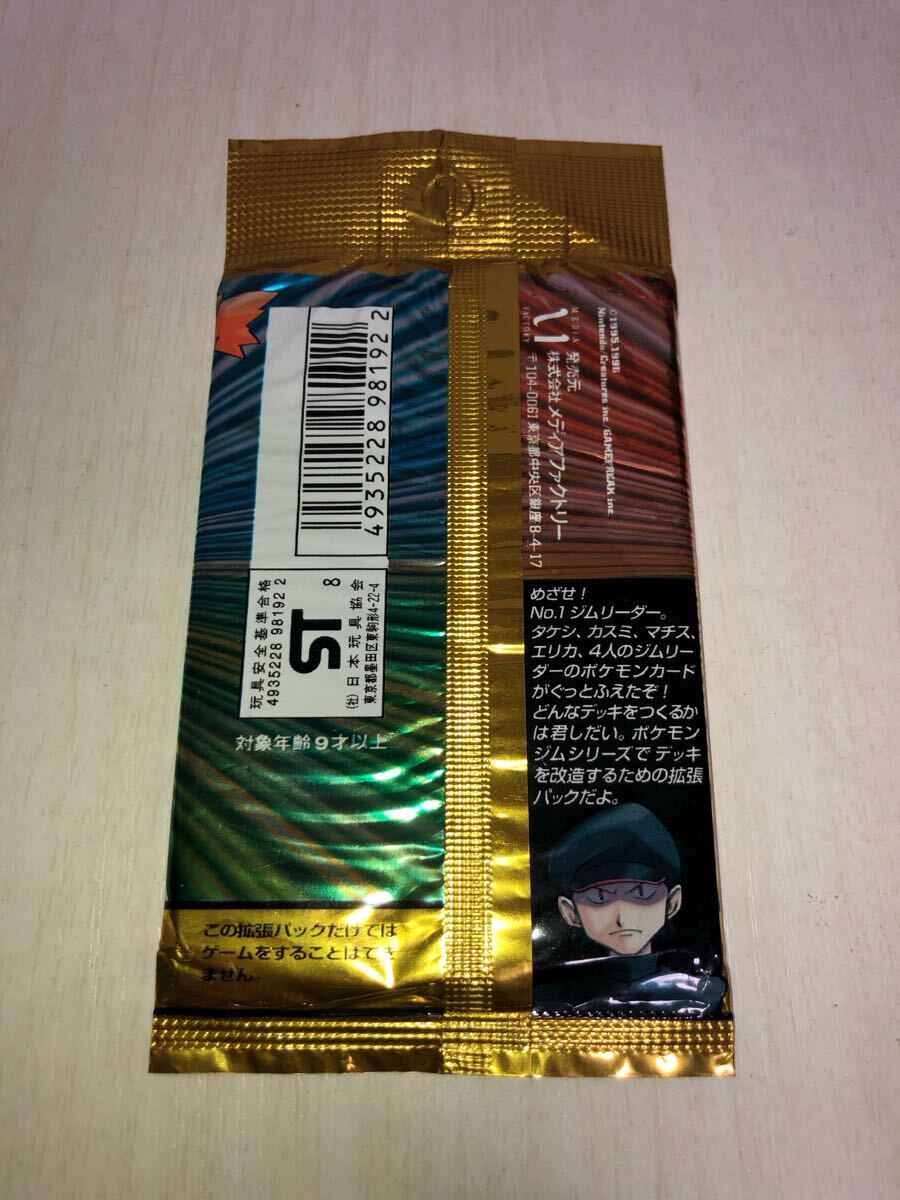 4935228 98192 2
玩具安全基準合格
4935228 98192 2
ST
8
(社)日本玩具協会
東京都墨田区東駒形4-22-4
対象年齢9才以上
この拡張パックだけでは
ゲームをすることはでき
ません。
©1995,1996
Nintendo/Creatures inc./GAMEFREAK inc.
MEDIA
FACTORY
発売元
株式会社メディアファクトリー
〒104-0061 東京都中央区銀座8-4-17
めざせ!
No.1 ジムリーダー。
タケシ、カスミ、マチス、
エリカ、4人のジムリー
ダーのポケモンカード
がぐっとふえたぞ!
どんなデッキをつくるか
は君しだい。ポケモン
ジムシリーズで デッキ
を改造するための拡張
パックだよ。